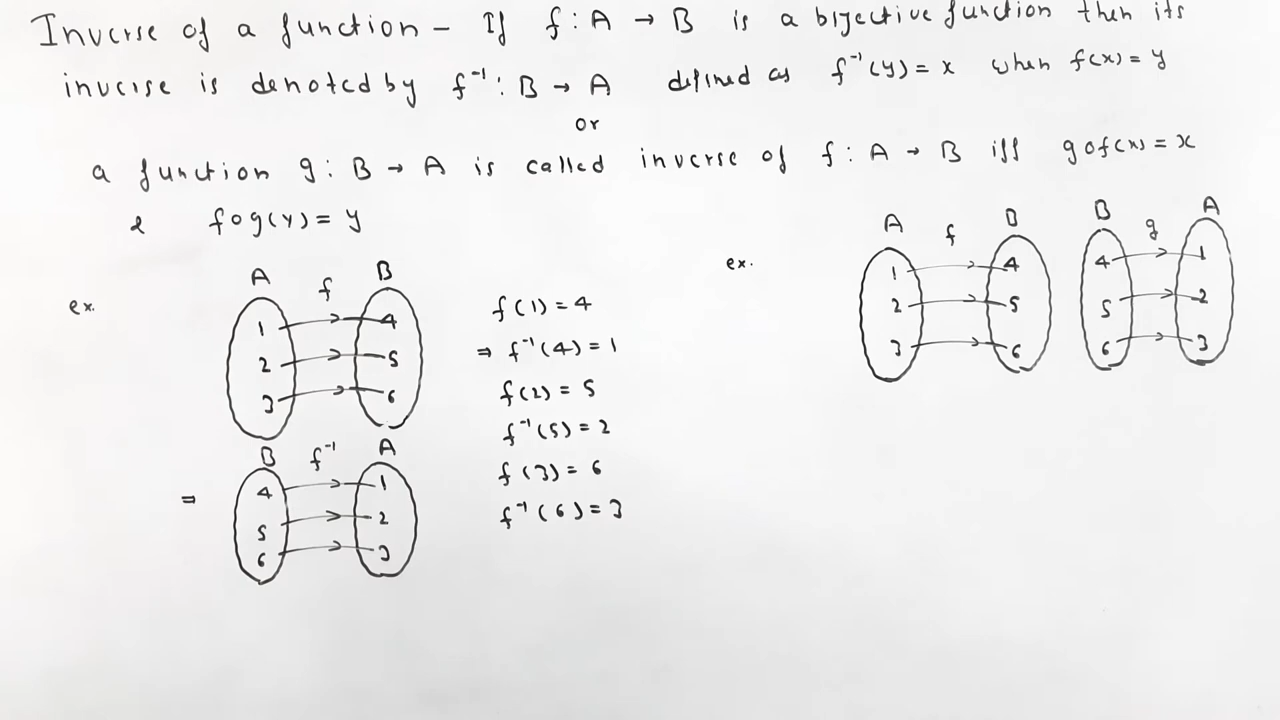 Inverse of a function - If f : A → B is a bijective function then its
inverse is denoted by f⁻¹ : B → A defined as f⁻¹(y) = x when f(x) = y
or
a function g : B → A is called inverse of f : A → B iff gof(x) = x
& fog(y) = y
ex.
A f B
1 4
2 5
3 6
f(1) = 4
⇒ f⁻¹(4) = 1
f(2) = 5
f⁻¹(5) = 2
f(3) = 6
f⁻¹(6) = 3
=
B f⁻¹ A
4 1
5 2
6 3
ex.
A f B
1 4
2 5
3 6
B g A
4 1
5 2
6 3